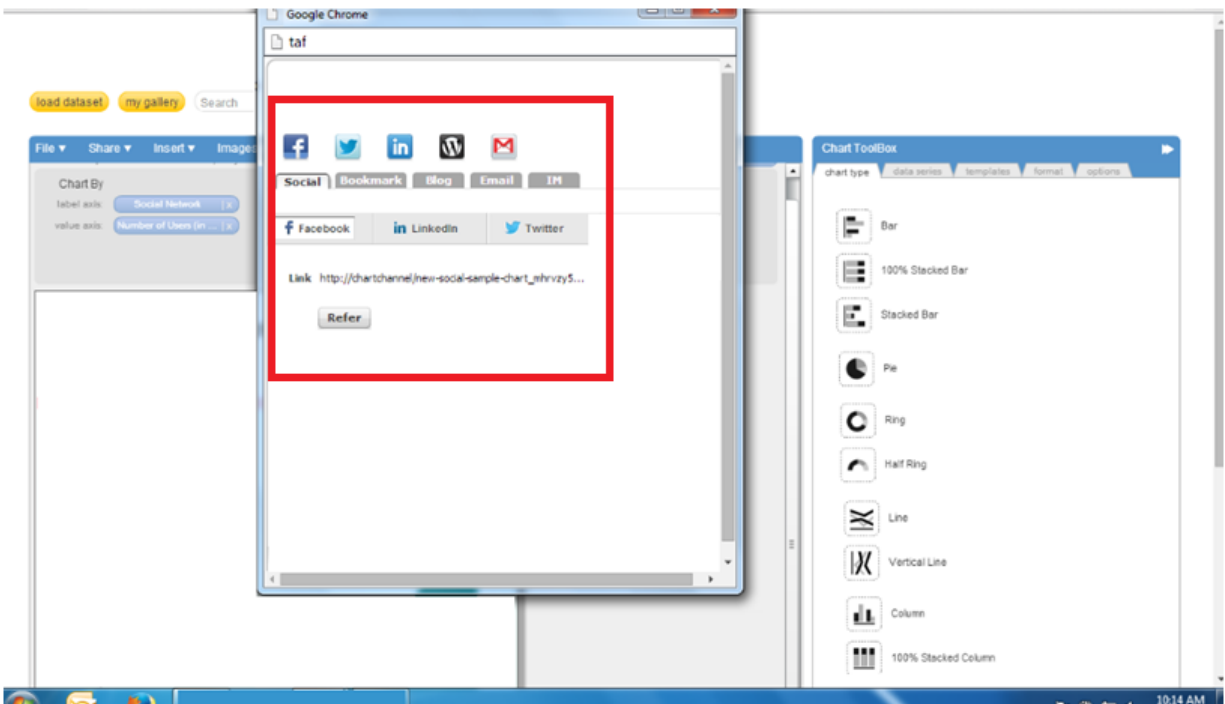 Google Chrome
taf
load dataset
my gallery
Search
File ▾ Share ▾ Insert ▾ Images
Chart By
label axis: Social Network | x
value axis: Number of Users (in ... | x
Social Bookmark Blog Email IM
Facebook LinkedIn Twitter
Link http://chartchannel/new-social-sample-chart_mhrvzy5...
Refer
Chart ToolBox
chart type data series templates format options
Bar
100% Stacked Bar
Stacked Bar
Pie
Ring
Half Ring
Line
Vertical Line
Column
100% Stacked Column
10:14 AM